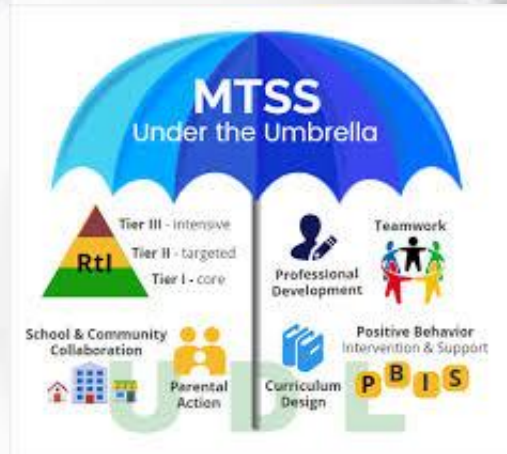 MTSS
Under the Umbrella
RtI
Tier III - intensive
Tier II - targeted
Tier I - core
Professional
Development
Teamwork
School & Community
Collaboration
Parental
Action
Curriculum
Design
Positive Behavior
Intervention & Support
P B I S
UDL